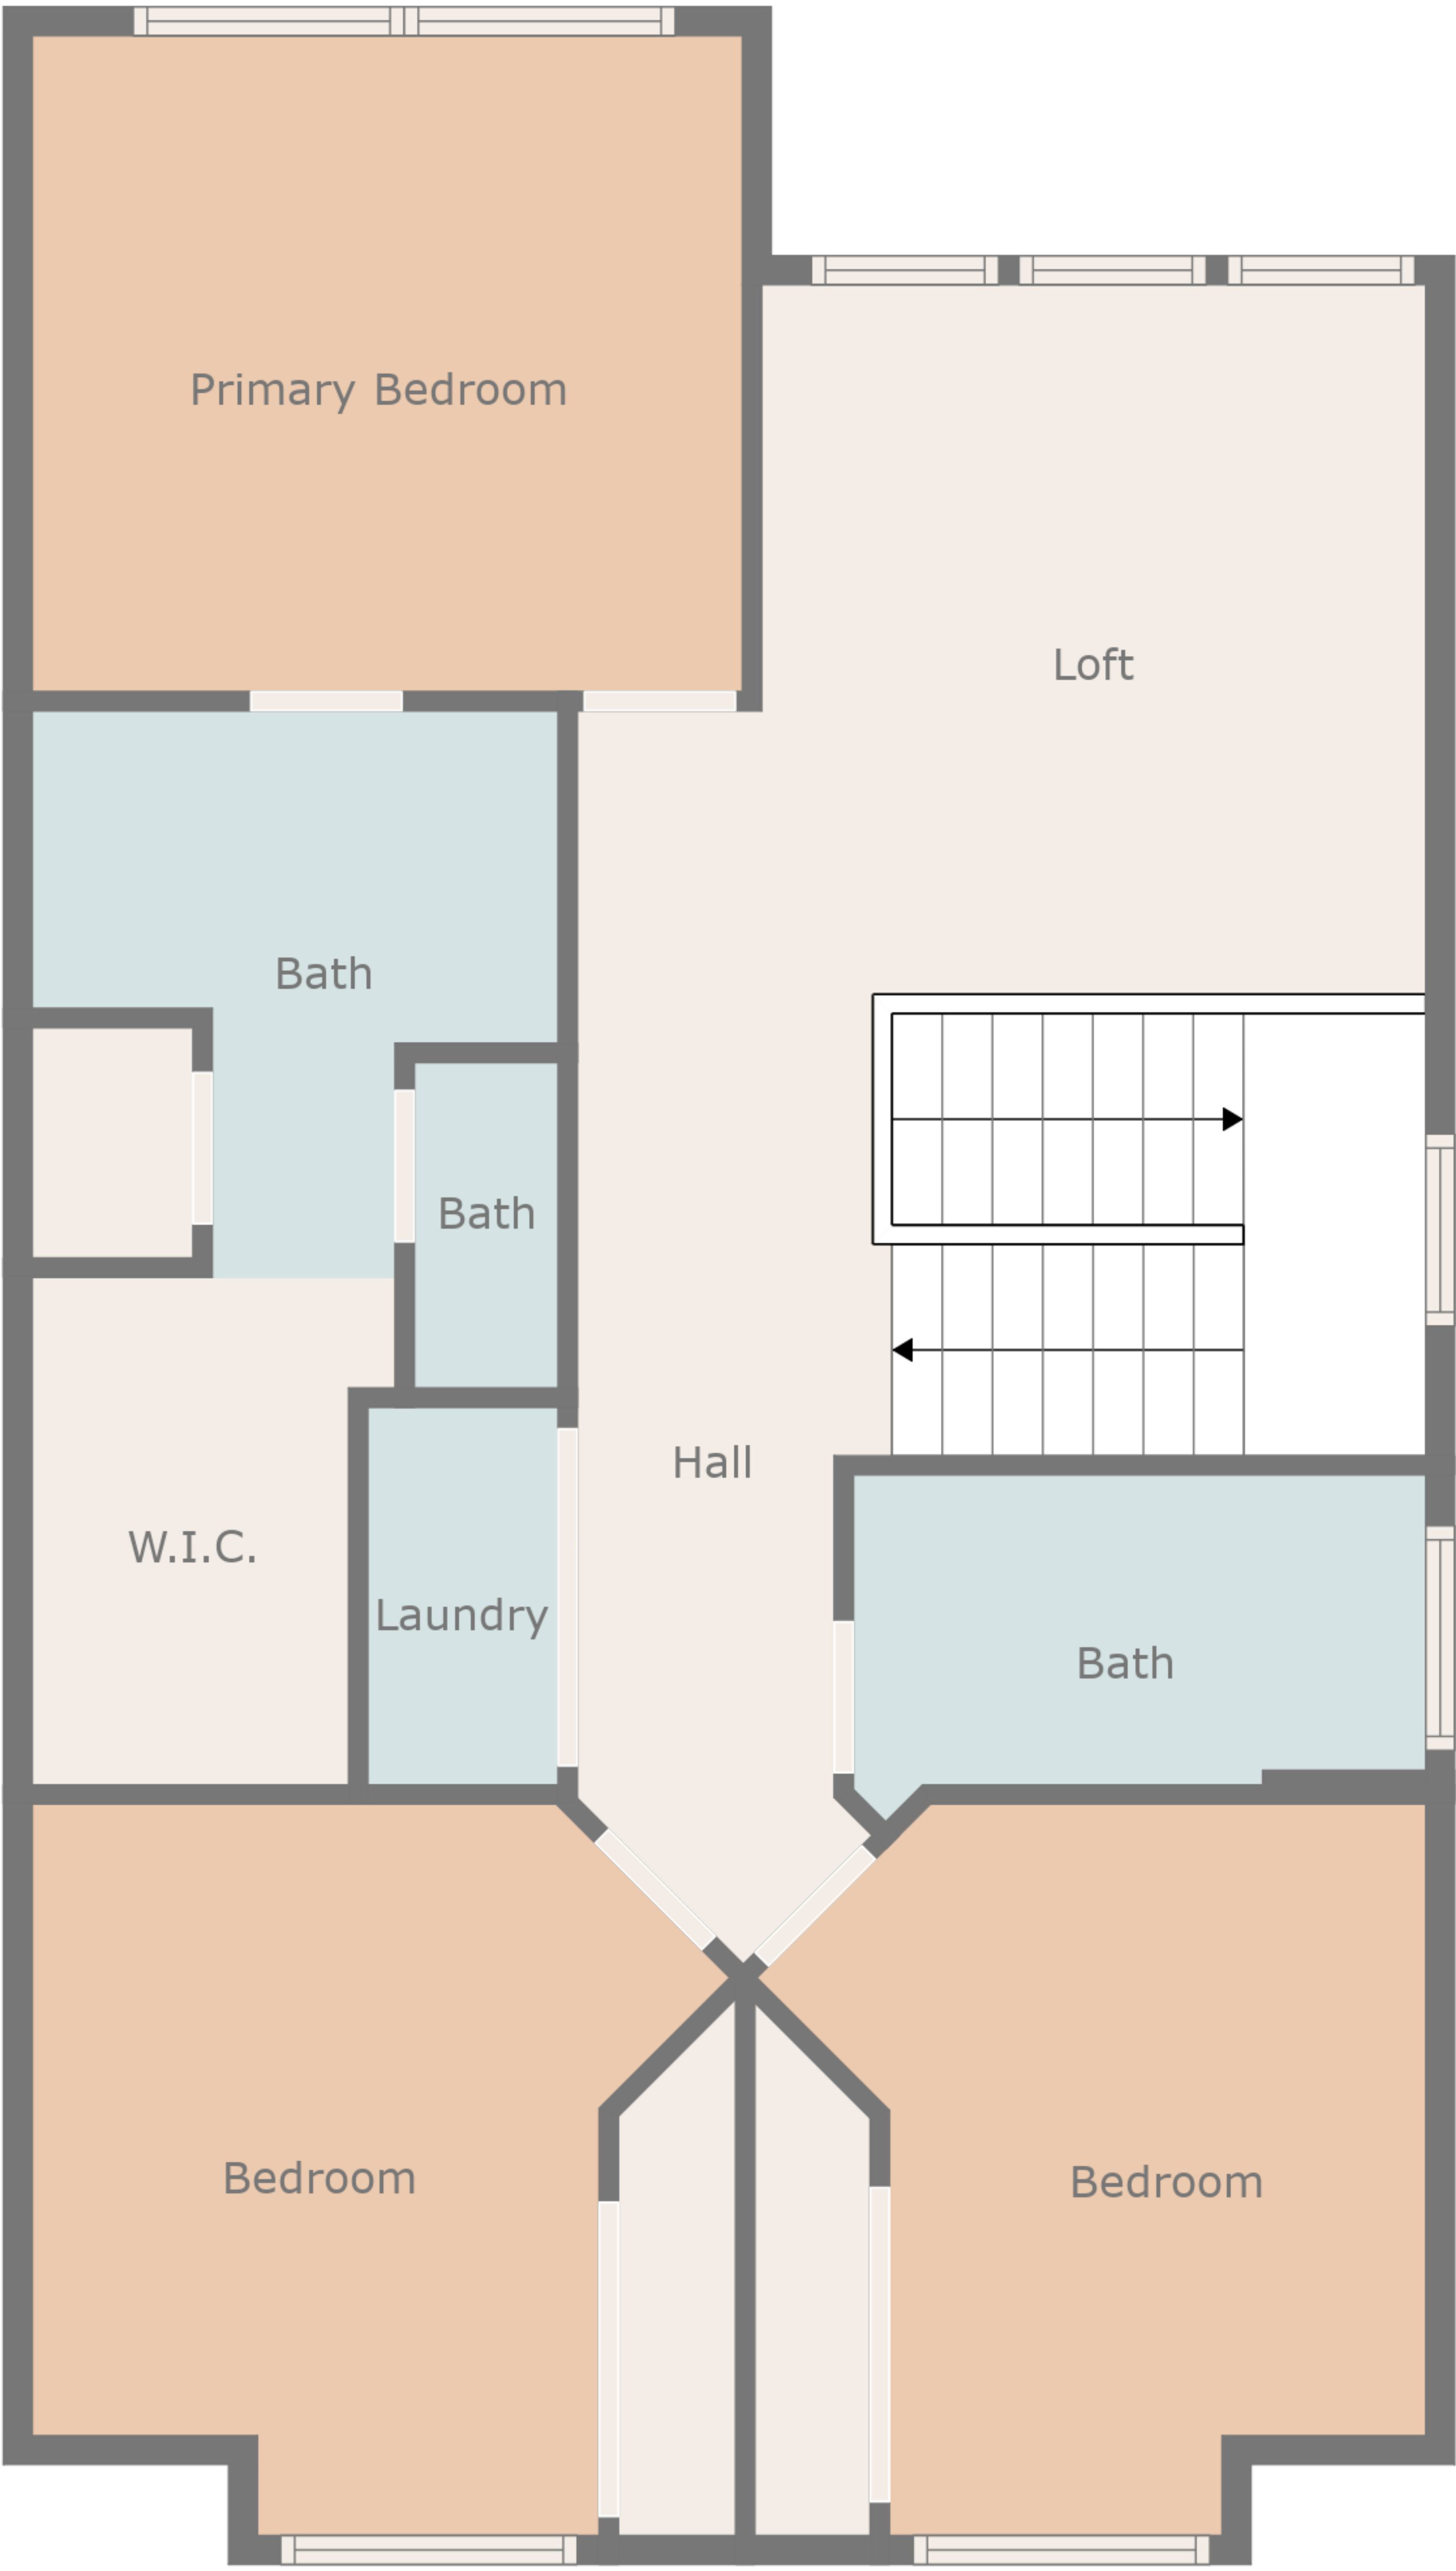 Primary Bedroom
Loft
Bath
Bath
Hall
W.I.C.
Laundry
Bath
Bedroom
Bedroom